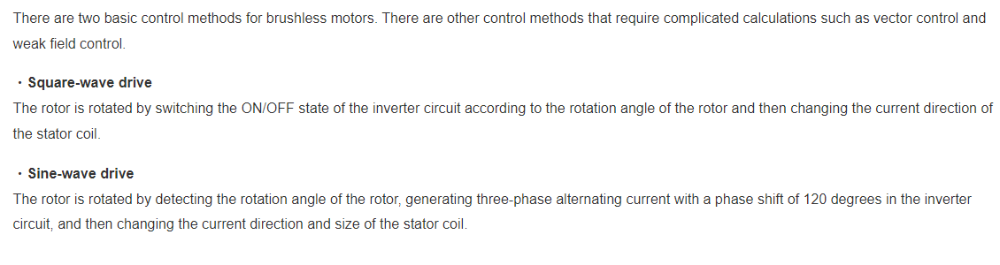 There are two basic control methods for brushless motors. There are other control methods that require complicated calculations such as vector control and
weak field control.
・Square-wave drive
The rotor is rotated by switching the ON/OFF state of the inverter circuit according to the rotation angle of the rotor and then changing the current direction of
the stator coil.
・Sine-wave drive
The rotor is rotated by detecting the rotation angle of the rotor, generating three-phase alternating current with a phase shift of 120 degrees in the inverter
circuit, and then changing the current direction and size of the stator coil.